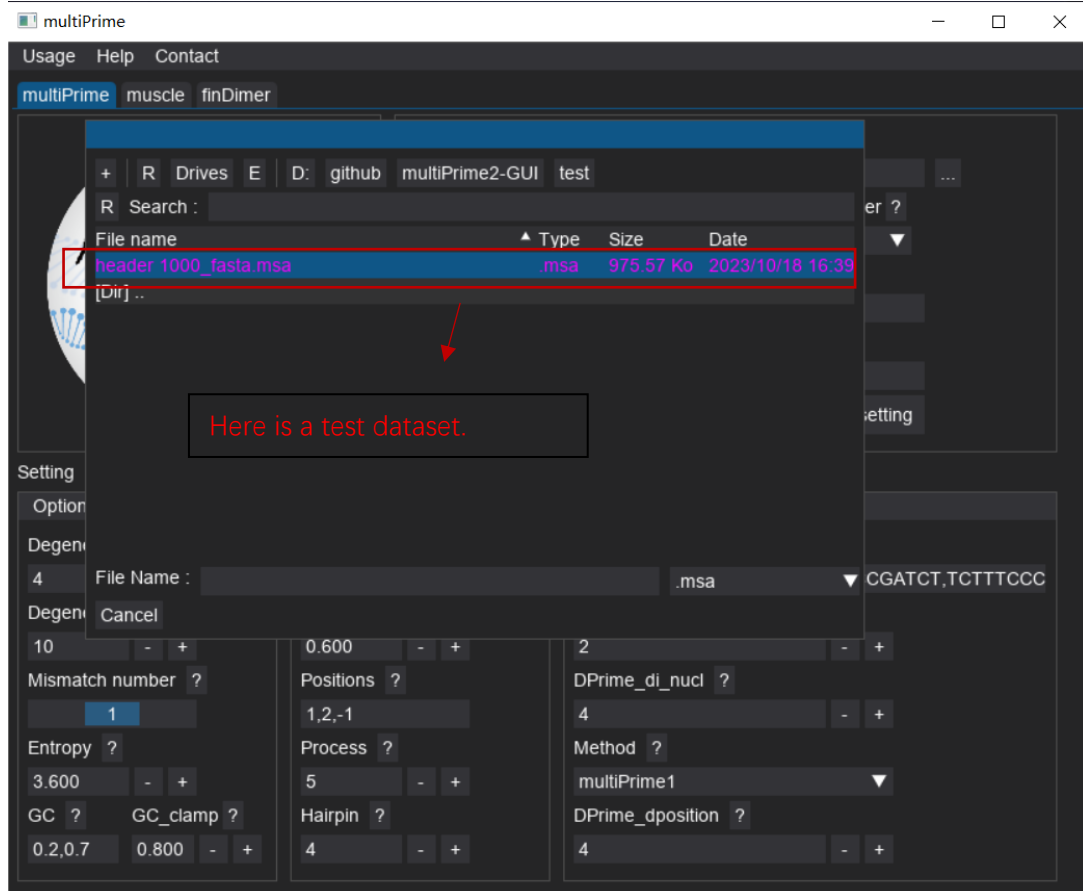 multiPrime
Usage Help Contact
multiPrime muscle finDimer
+ R Drives E D: github multiPrime2-GUI test ...
R Search : er ?
File name Type Size Date
header 1000_fasta.msa .msa 975.57 Ko 2023/10/18 16:39
[Dir] ..
Here is a test dataset.
setting
Setting
Option
Degen
4 File Name : .msa CGATCT,TCTTTCCC
Degen Cancel
10 - + 0.600 - + 2 - +
Mismatch number ? Positions ? DPrime_di_nucl ?
1 1,2,-1 4 - +
Entropy ? Process ? Method ?
3.600 - + 5 - + multiPrime1
GC ? GC_clamp ? Hairpin ? DPrime_dposition ?
0.2,0.7 0.800 - + 4 - + 4 - +